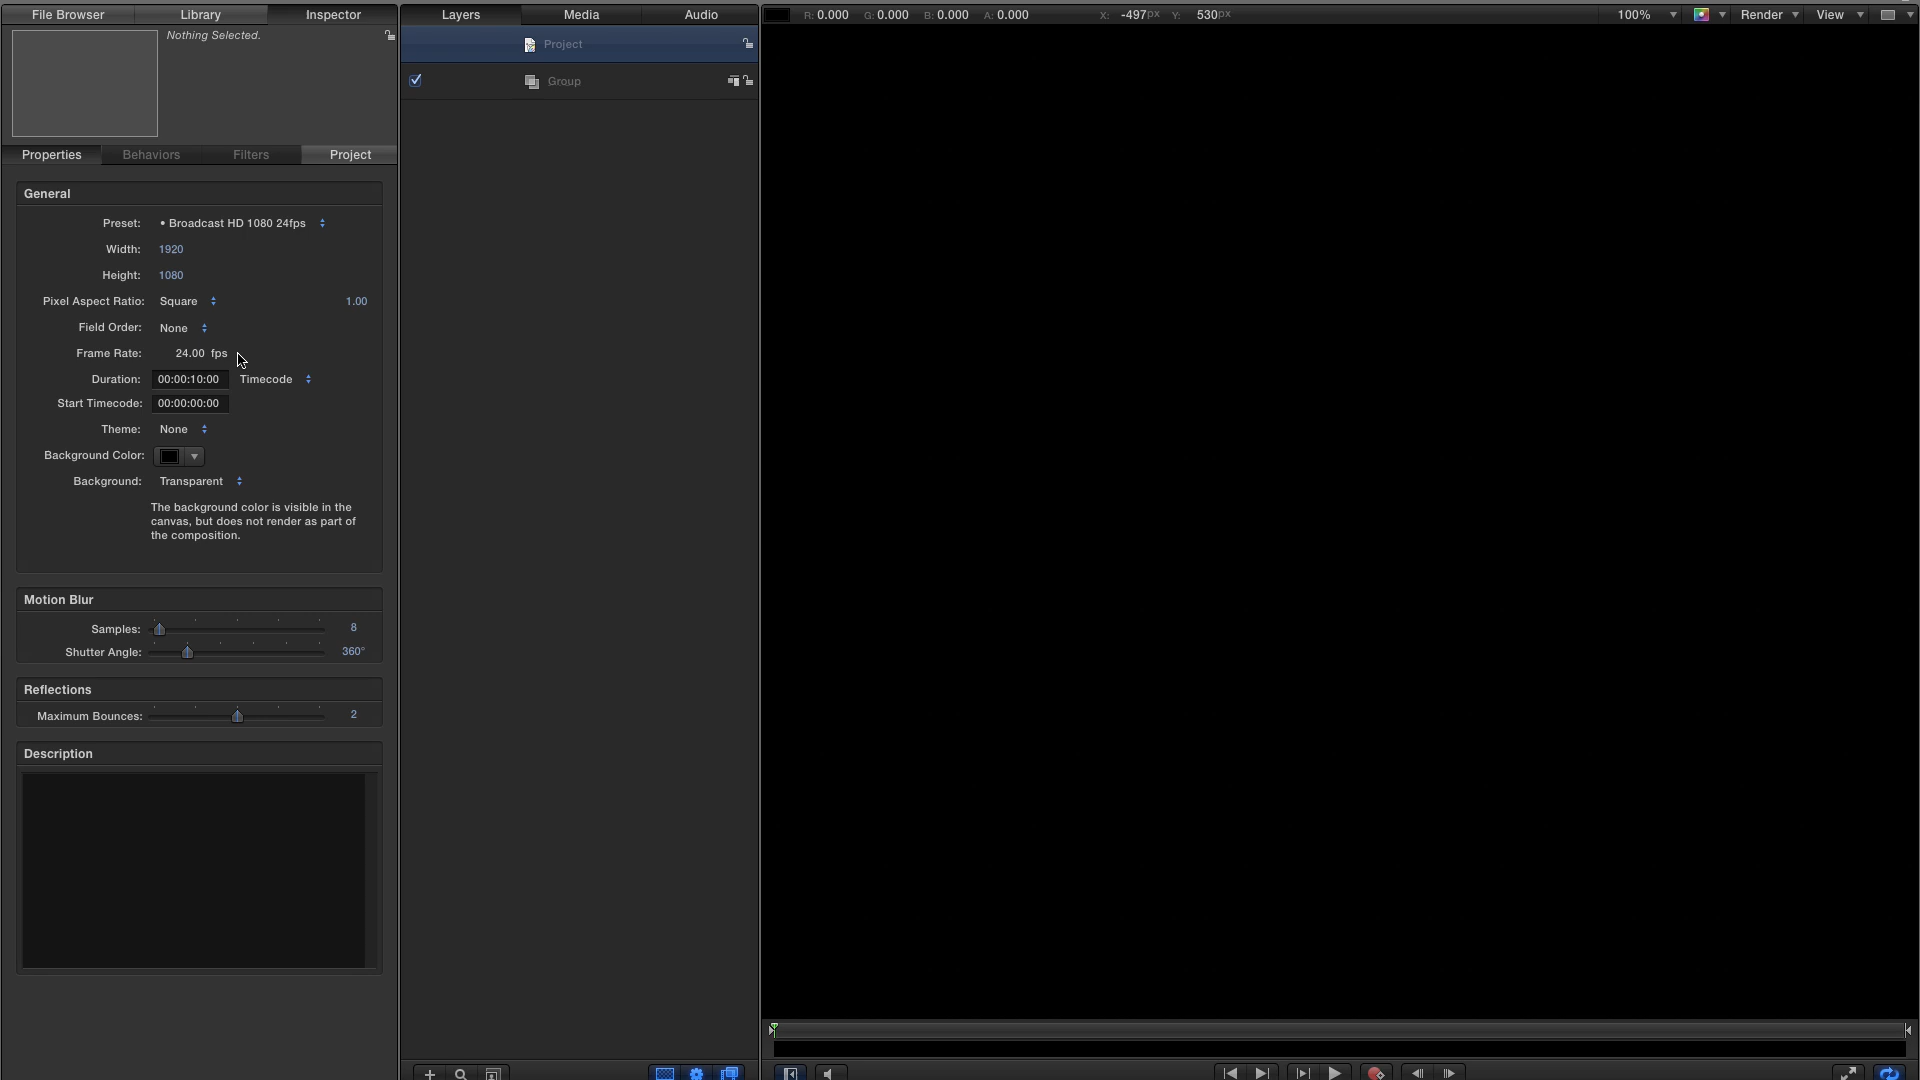 File Browser Library Inspector
Nothing Selected.
Properties Behaviors Filters Project
General
Preset: • Broadcast HD 1080 24fps
Width: 1920
Height: 1080
Pixel Aspect Ratio: Square 1.00
Field Order: None
Frame Rate: 24.00 fps
Duration: 00:00:10:00 Timecode
Start Timecode: 00:00:00:00
Theme: None
Background Color:
Background: Transparent
The background color is visible in the
canvas, but does not render as part of
the composition.
Motion Blur
Samples: 8
Shutter Angle: 360°
Reflections
Maximum Bounces: 2
Description
Layers Media Audio
Project
Group
R: 0.000 G: 0.000 B: 0.000 A: 0.000 X: -497px Y: 530px 100% Render View